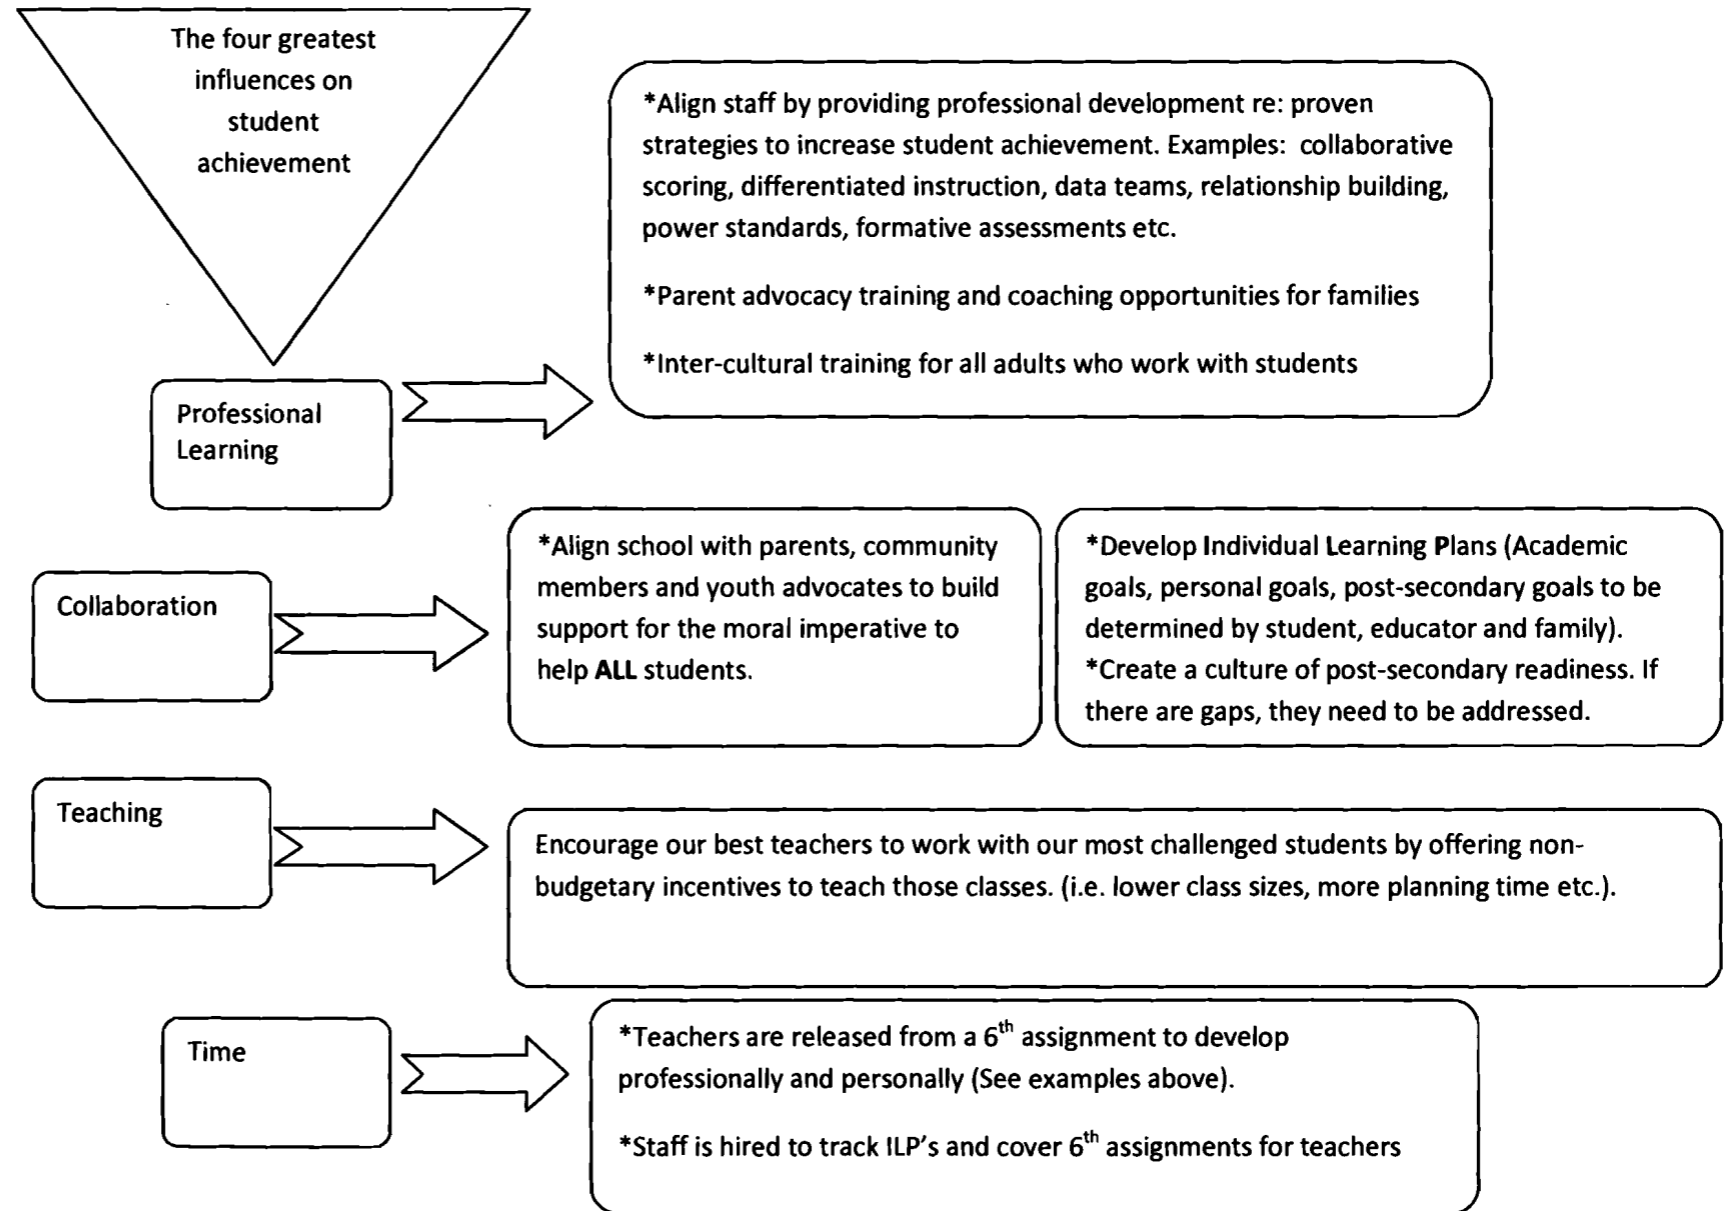 The four greatest
influences on
student
achievement
*Align staff by providing professional development re: proven
strategies to increase student achievement. Examples: collaborative
scoring, differentiated instruction, data teams, relationship building,
power standards, formative assessments etc.
*Parent advocacy training and coaching opportunities for families
*Inter-cultural training for all adults who work with students
Professional
Learning
Collaboration
*Align school with parents, community
members and youth advocates to build
support for the moral imperative to
help ALL students.
*Develop Individual Learning Plans (Academic
goals, personal goals, post-secondary goals to be
determined by student, educator and family).
*Create a culture of post-secondary readiness. If
there are gaps, they need to be addressed.
Teaching
Encourage our best teachers to work with our most challenged students by offering non-
budgetary incentives to teach those classes. (i.e. lower class sizes, more planning time etc.).
Time
*Teachers are released from a 6th assignment to develop
professionally and personally (See examples above).
*Staff is hired to track ILP's and cover 6th assignments for teachers